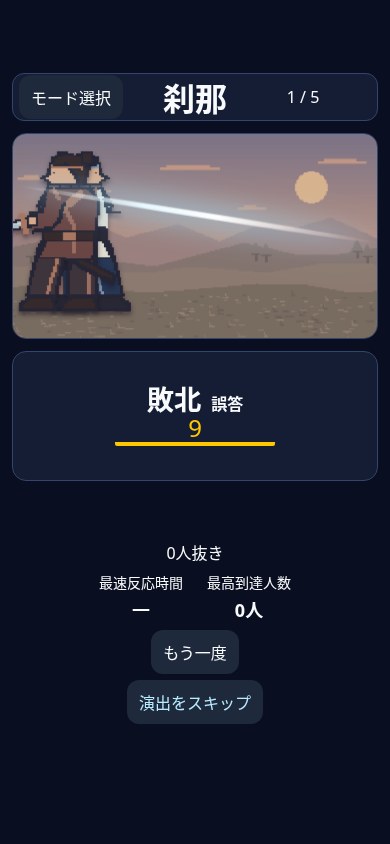 モード選択 刹那 1 / 5
敗北 誤答
9
0人抜き
最速反応時間 最高到達人数
— 0人
もう一度
演出をスキップ